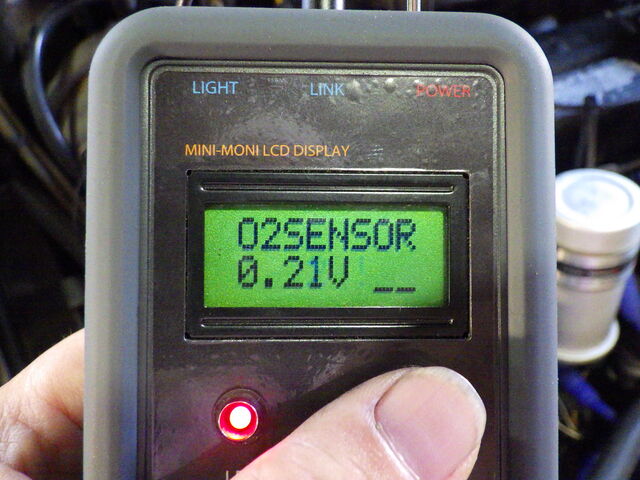 LIGHT LINK POWER
MINI-MONI LCD DISPLAY
O2SENSOR
0.21V __